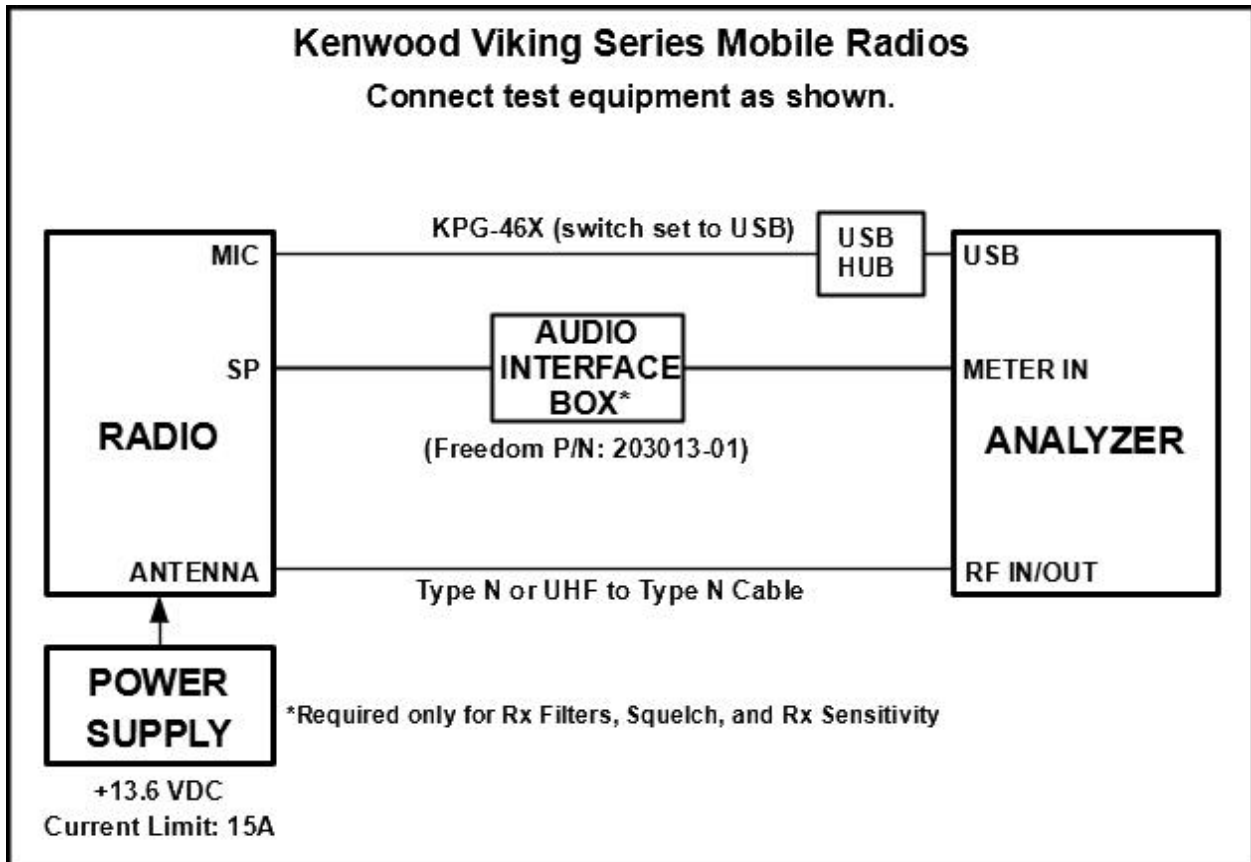 Kenwood Viking Series Mobile Radios
Connect test equipment as shown.
KPG-46X (switch set to USB)
USB
HUB
MIC
USB
AUDIO
INTERFACE
BOX*
SP
METER IN
RADIO
(Freedom P/N: 203013-01)
ANALYZER
ANTENNA
Type N or UHF to Type N Cable
RF IN/OUT
POWER
SUPPLY
*Required only for Rx Filters, Squelch, and Rx Sensitivity
+13.6 VDC
Current Limit: 15A